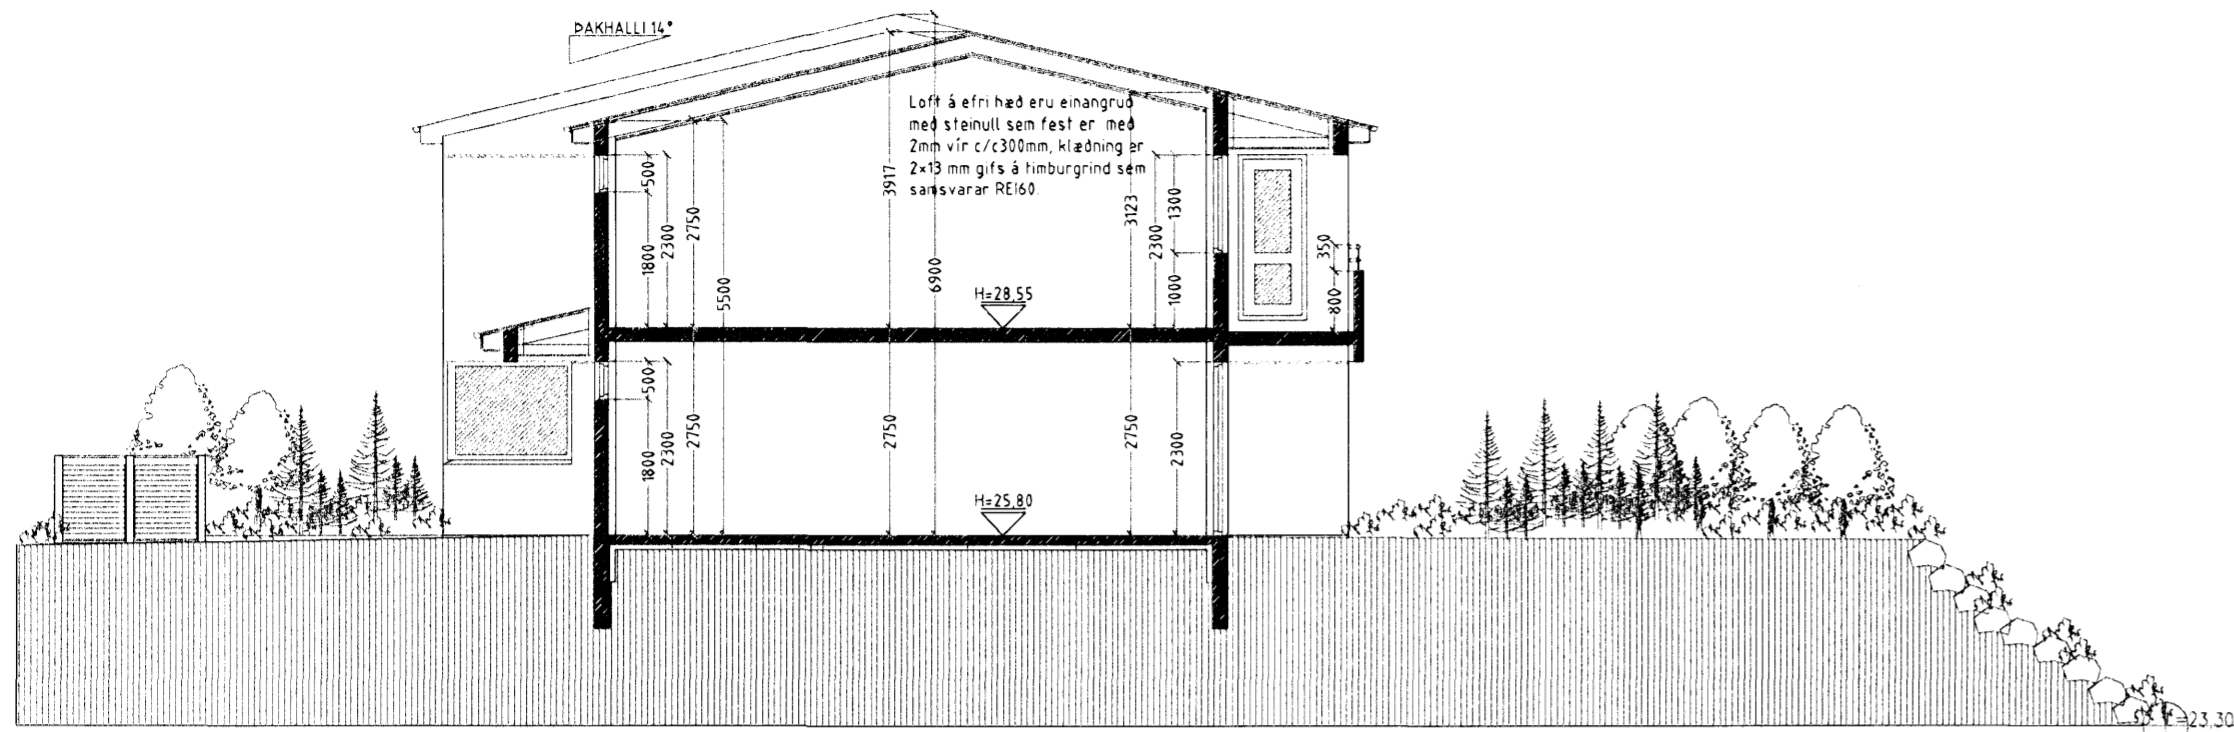 ÞAKHALLI 14°
Loft á efri hæð eru einangruð
með steinull sem fest er með
2mm vír c/c300mm, klæðning er
2x13 mm gifs á timburgrind sem
samsvarar REI60.
500
1800
2300
2750
5500
3917
6900
3123
2300
1300
1000
350
800
H=28,55
500
1800
2300
2750
2750
2750
2300
H=25,80
=23,30